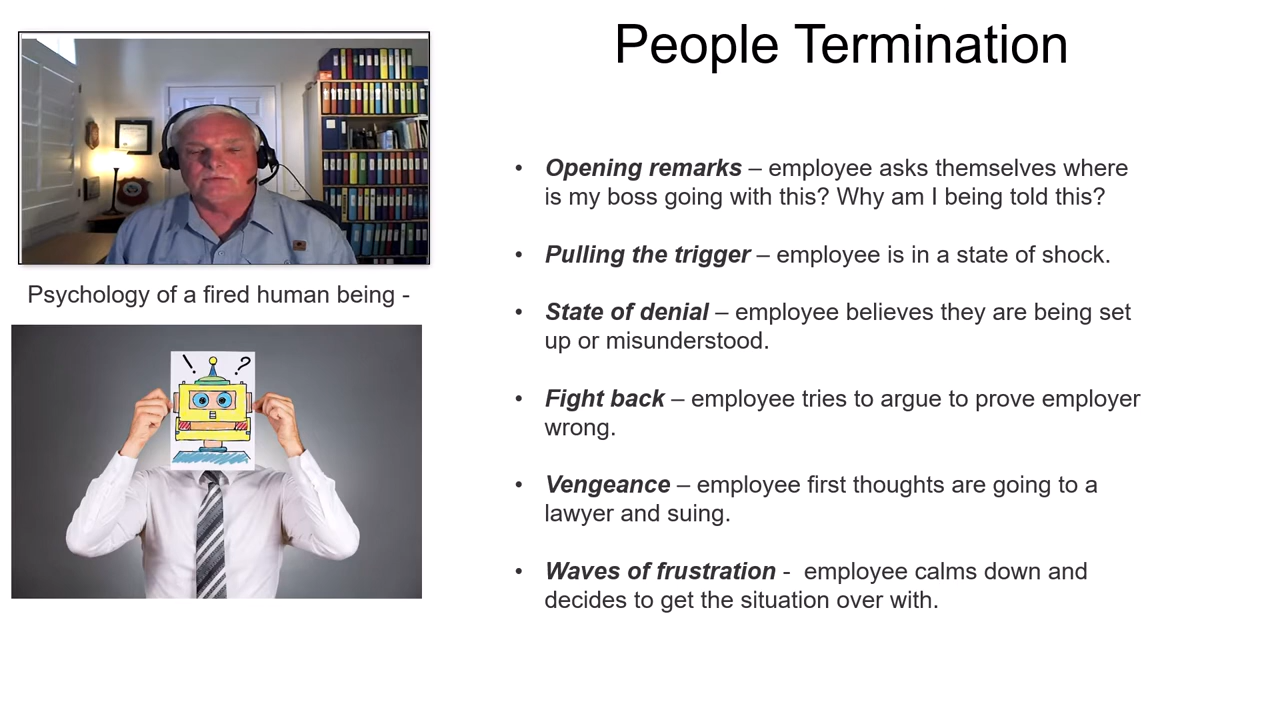 People Termination
Psychology of a fired human being -
! ?
• Opening remarks – employee asks themselves where
is my boss going with this? Why am I being told this?
• Pulling the trigger – employee is in a state of shock.
• State of denial – employee believes they are being set
up or misunderstood.
• Fight back – employee tries to argue to prove employer
wrong.
• Vengeance – employee first thoughts are going to a
lawyer and suing.
• Waves of frustration -  employee calms down and
decides to get the situation over with.